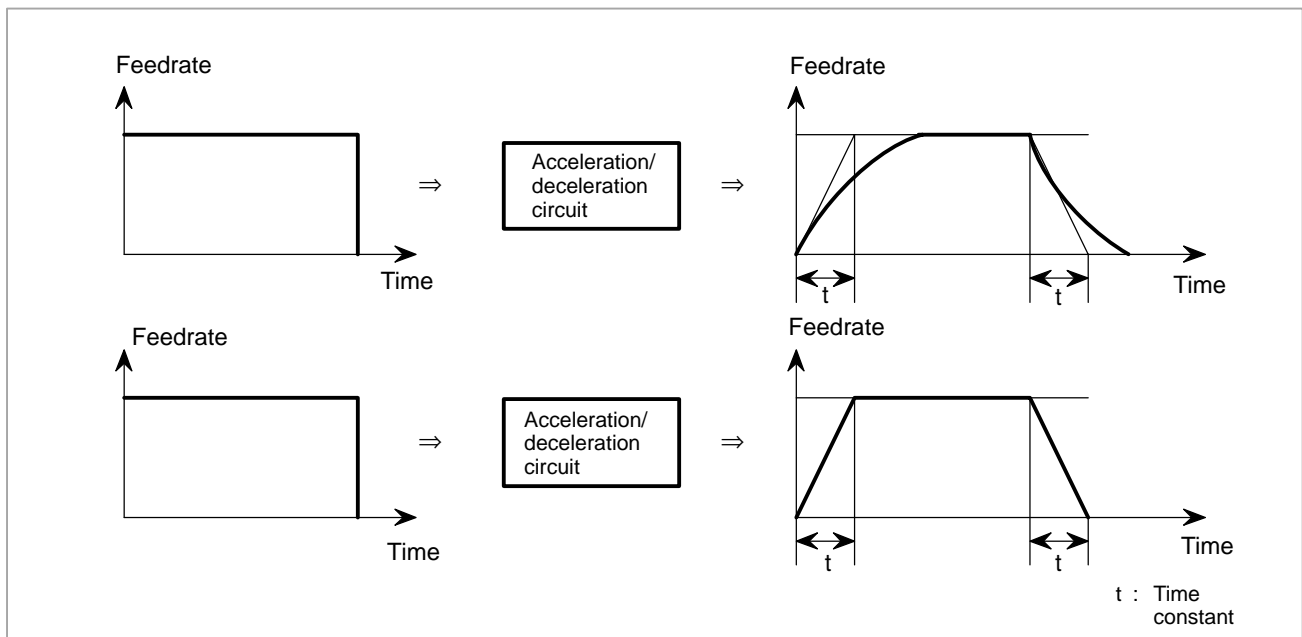 Feedrate
Time
⇒
Acceleration/
deceleration
circuit
⇒
Feedrate
t
t
Time
Feedrate
Time
⇒
Acceleration/
deceleration
circuit
⇒
Feedrate
t
t
Time
t : Time
constant